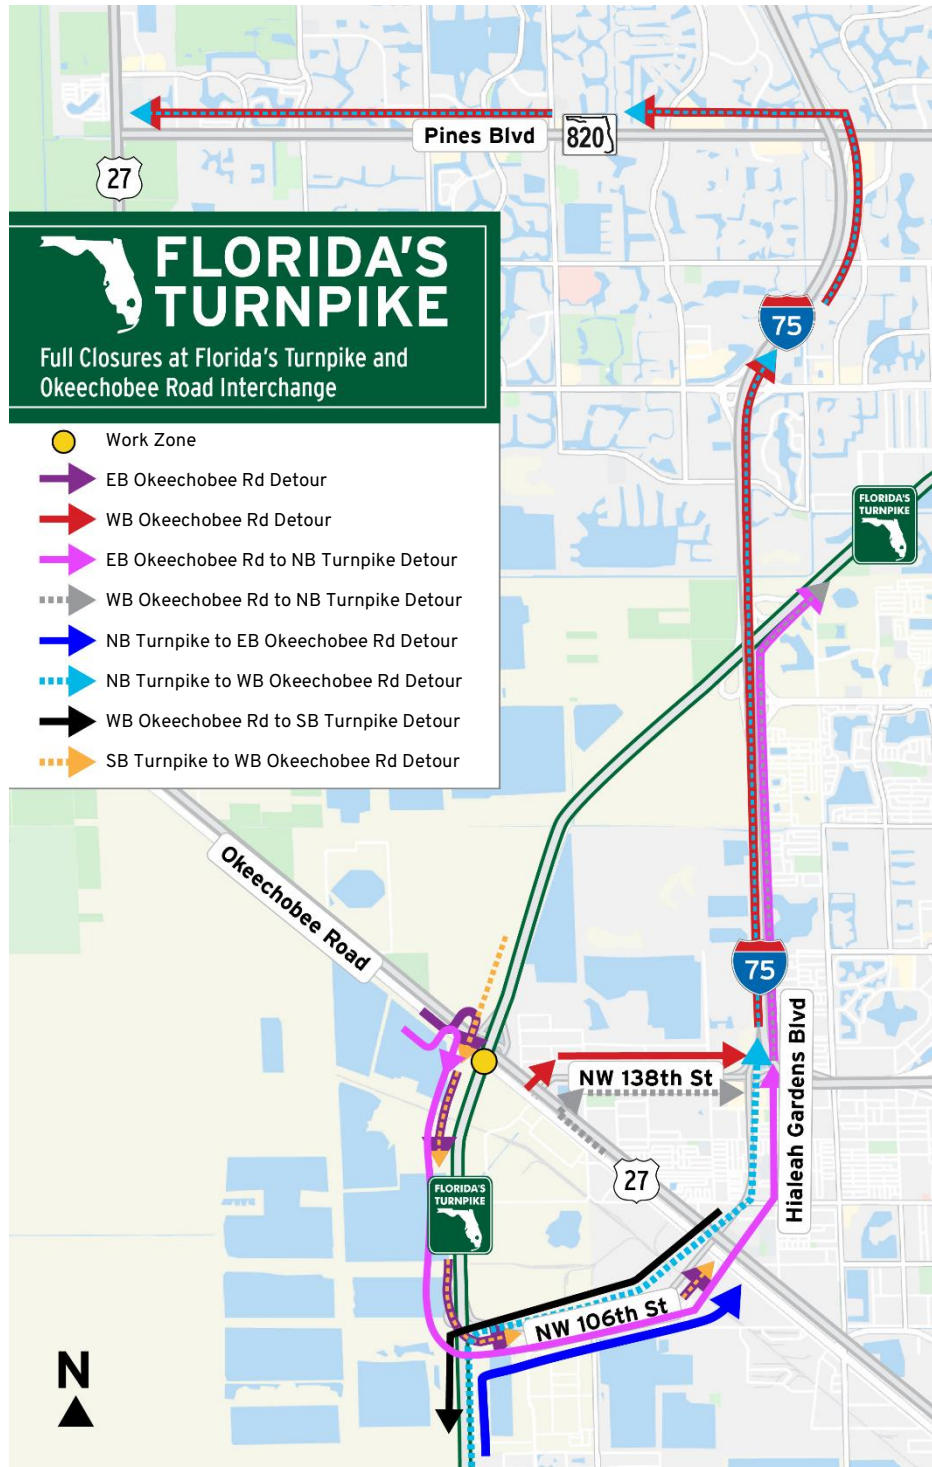 Pines Blvd
820
27
FLORIDA'S
TURNPIKE
Full Closures at Florida's Turnpike and
Okeechobee Road Interchange
75
Work Zone
EB Okeechobee Rd Detour
WB Okeechobee Rd Detour
EB Okeechobee Rd to NB Turnpike Detour
WB Okeechobee Rd to NB Turnpike Detour
NB Turnpike to EB Okeechobee Rd Detour
NB Turnpike to WB Okeechobee Rd Detour
WB Okeechobee Rd to SB Turnpike Detour
SB Turnpike to WB Okeechobee Rd Detour
FLORIDA'S
TURNPIKE
Okeechobee Road
75
Hialeah Gardens Blvd
NW 138th St
27
FLORIDA'S
TURNPIKE
NW 106th St
N